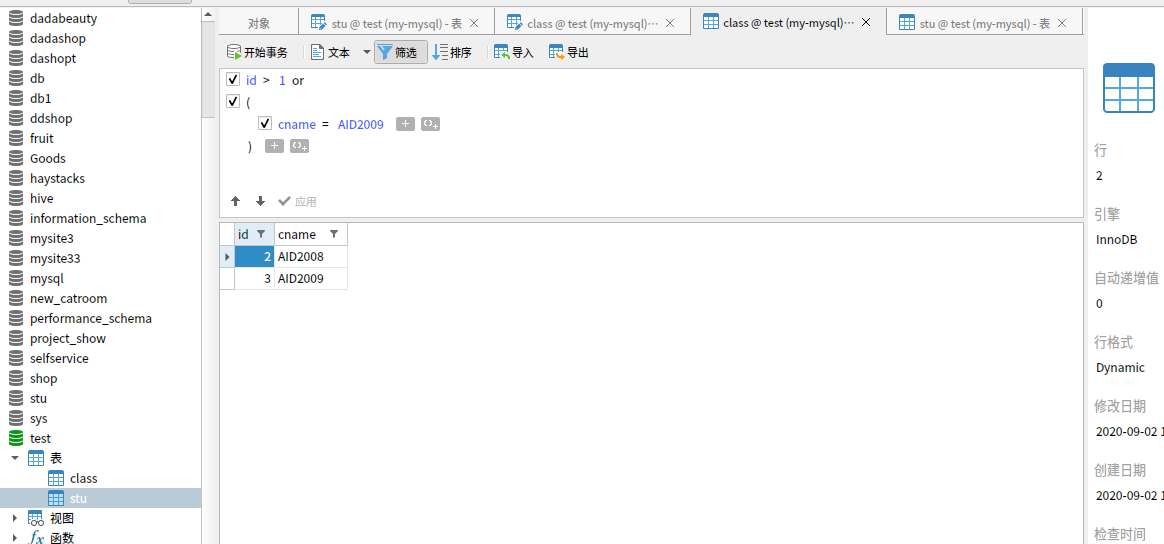 dadabeauty
dadashop
dashopt
db
db1
ddshop
fruit
Goods
haystacks
hive
information_schema
mysite3
mysite33
mysql
new_catroom
performance_schema
project_show
selfservice
shop
stu
sys
test
表
class
stu
视图
函数
对象
stu @ test (my-mysql) - 表
class @ test (my-mysql)···
class @ test (my-mysql)···
stu @ test (my-mysql) - 表
开始事务 文本 筛选 排序 导入 导出
id > 1 or
(
cname = AID2009
)
应用
id cname
2 AID2008
3 AID2009
行
2
引擎
InnoDB
自动递增值
0
行格式
Dynamic
修改日期
2020-09-02 1
创建日期
2020-09-02 1
检查时间